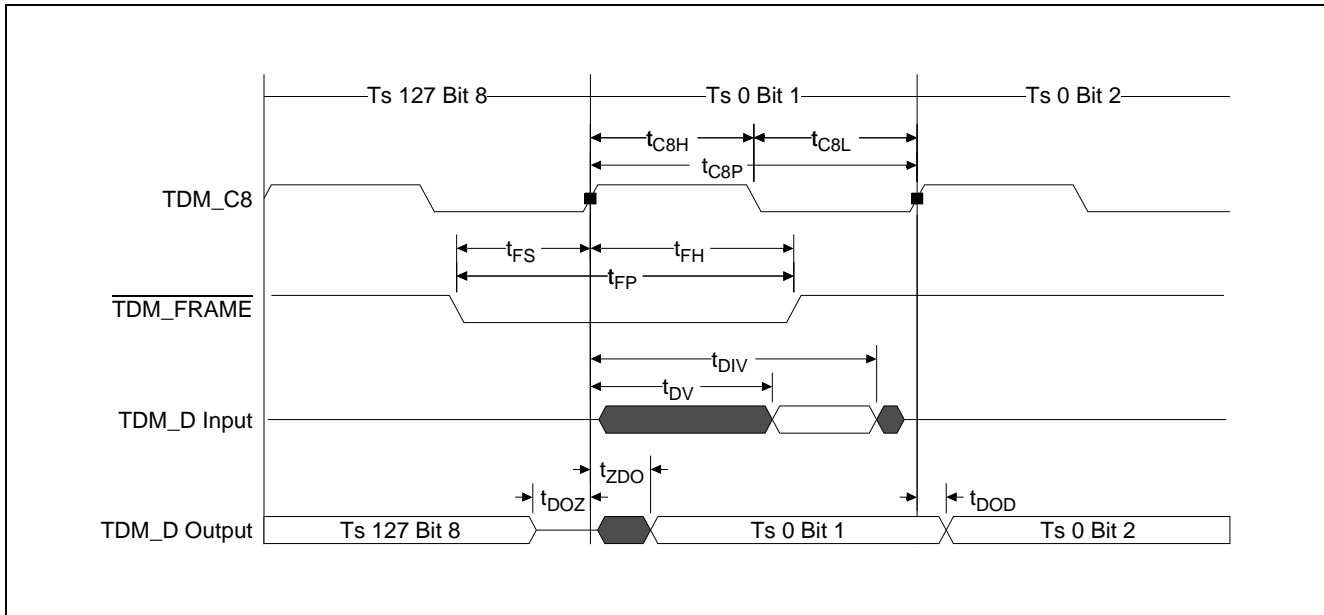 Ts 127 Bit 8 Ts 0 Bit 1 Ts 0 Bit 2
tC8H tC8L
tC8P
TDM_C8
tFS tFH
tFP
TDM_FRAME
tDIV
tDV
TDM_D Input
tZDO
tDOZ tDOD
TDM_D Output Ts 127 Bit 8 Ts 0 Bit 1 Ts 0 Bit 2